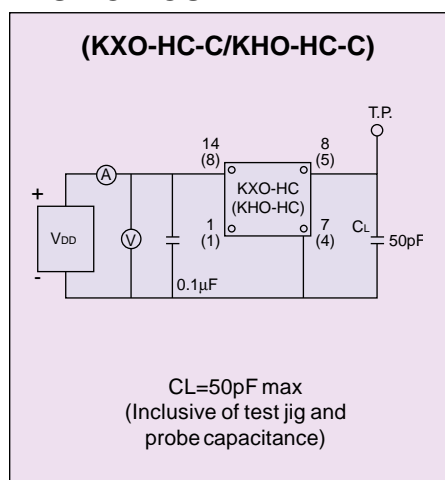 (KXO-HC-C/KHO-HC-C)
T.P.
14
(8)
8
(5)
A
KXO-HC
(KHO-HC)
+
VDD
-
V
1
(1)
7
(4)
CL
50pF
0.1µF
CL=50pF max
(Inclusive of test jig and
probe capacitance)